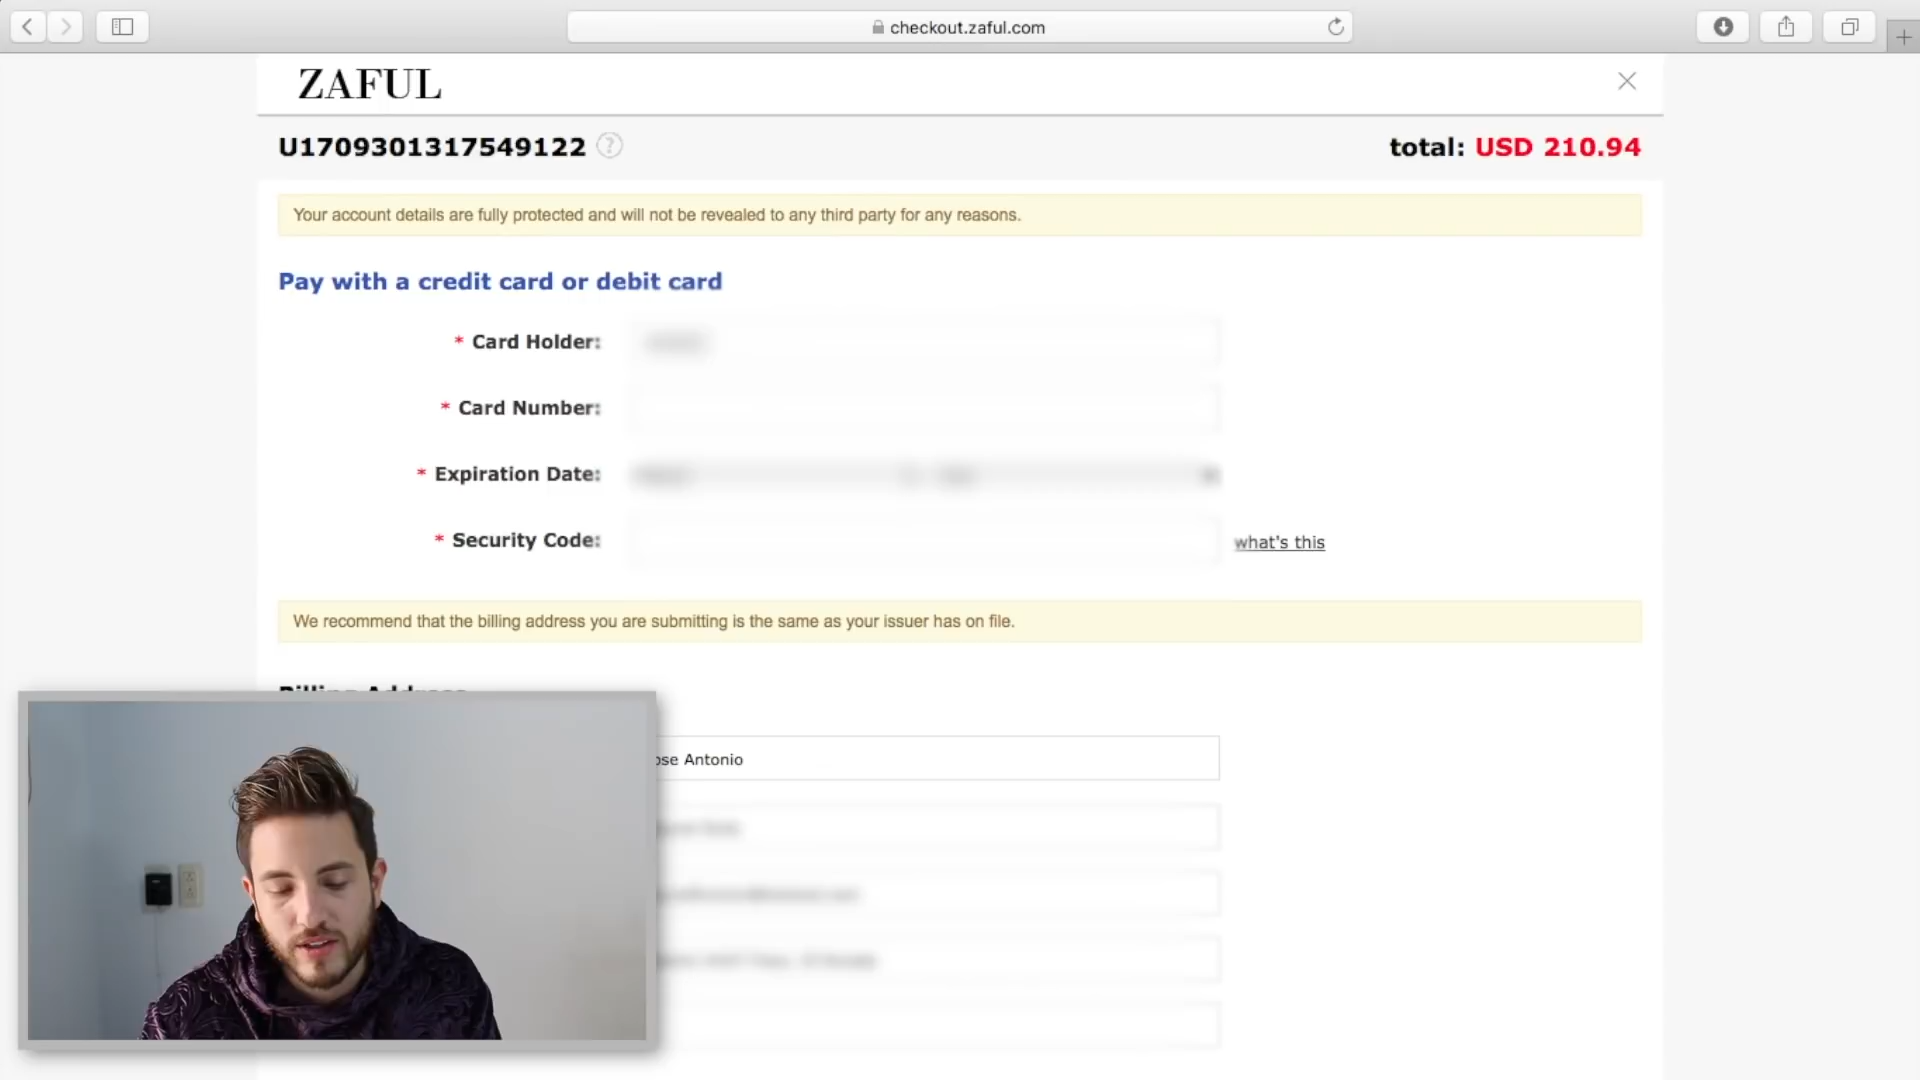 checkout.zaful.com
ZAFUL
U1709301317549122 ?
total: USD 210.94
Your account details are fully protected and will not be revealed to any third party for any reasons.
Pay with a credit card or debit card
* Card Holder:
* Card Number:
* Expiration Date:
* Security Code:
what's this
We recommend that the billing address you are submitting is the same as your issuer has on file.
Billing Address
ose Antonio